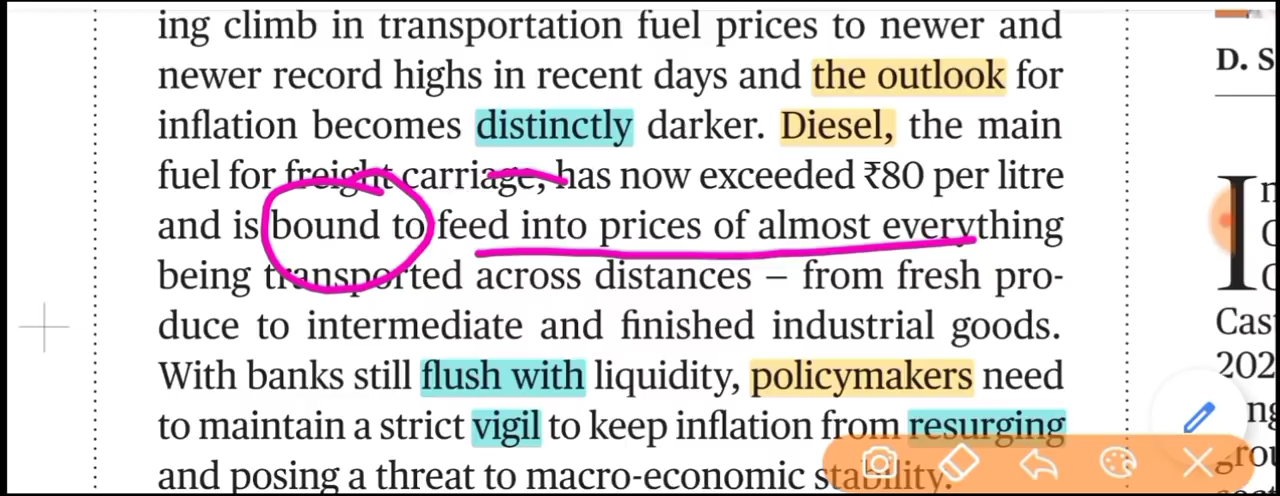 ing climb in transportation fuel prices to newer and
newer record highs in recent days and the outlook for
inflation becomes distinctly darker. Diesel, the main
fuel for freight carriage, has now exceeded ₹80 per litre
and is bound to feed into prices of almost everything
being transported across distances – from fresh pro-
duce to intermediate and finished industrial goods.
With banks still flush with liquidity, policymakers need
to maintain a strict vigil to keep inflation from resurging
and posing a threat to macro-economic stability.
D. S
I
Cas
202